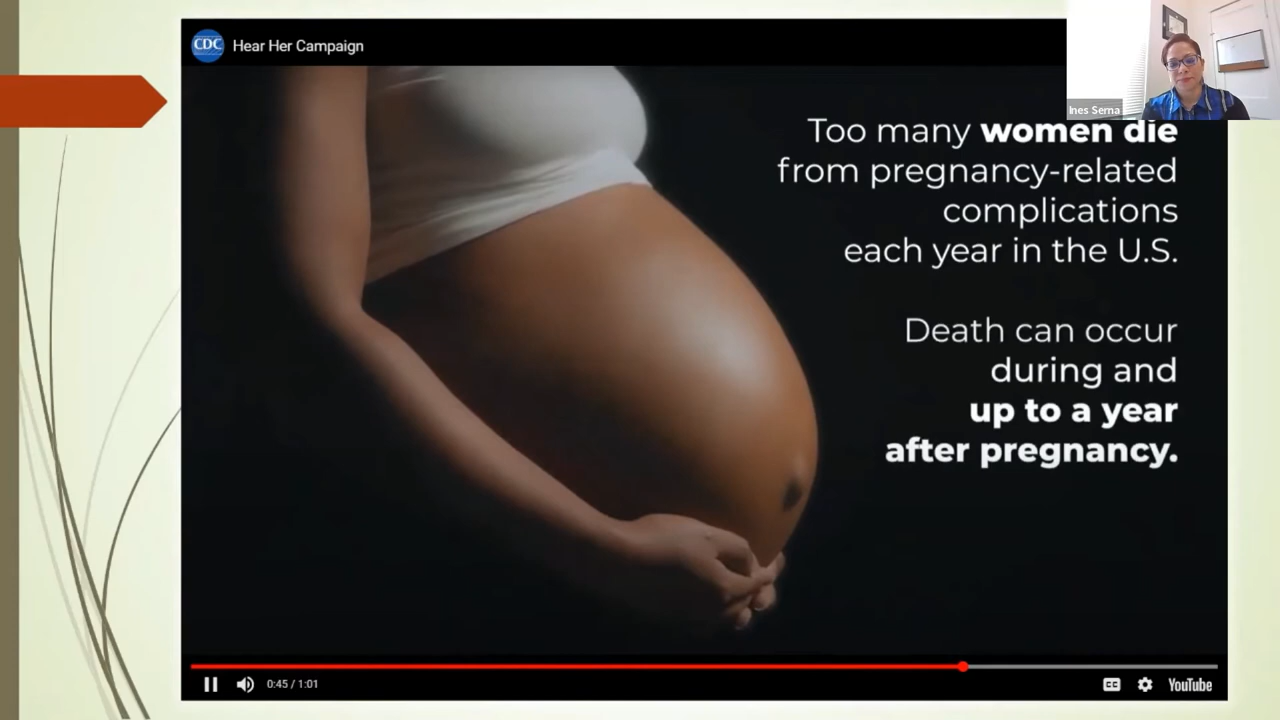 CDC
Hear Her Campaign
Ines Serna
Too many women die
from pregnancy-related
complications
each year in the U.S.
Death can occur
during and
up to a year
after pregnancy.
0:45 / 1:01
CC
YouTube